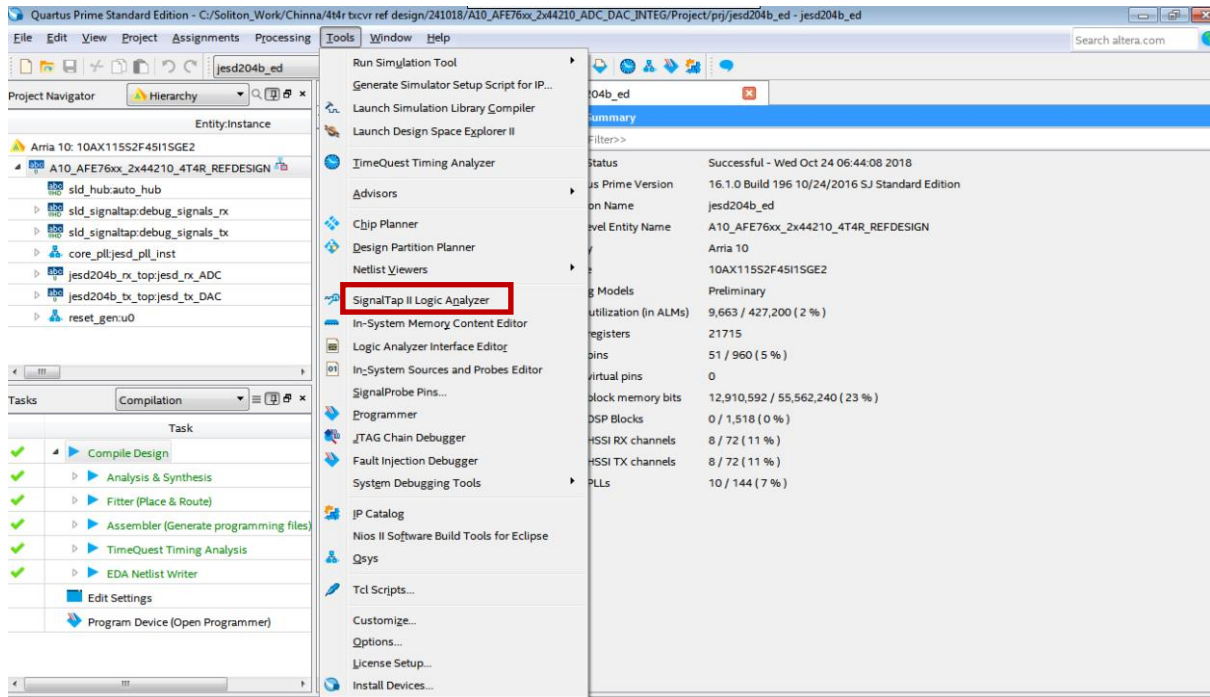 Quartus Prime Standard Edition - C:/Soliton_Work/Chinna/4t4r txcvr ref design/241018/A10_AFE76xx_2x44210_ADC_DAC_INTEG/Project/prj/jesd204b_ed - jesd204b_ed
File Edit View Project Assignments Processing Tools Window Help
Search altera.com
jesd204b_ed
Project Navigator
Hierarchy
Entity:Instance
Arria 10: 10AX115S2F45I1SGE2
A10_AFE76xx_2x44210_4T4R_REFDESIGN
sld_hub:auto_hub
sld_signaltap:debug_signals_rx
sld_signaltap:debug_signals_tx
core_pll:jesd_pll_inst
jesd204b_rx_top:jesd_rx_ADC
jesd204b_tx_top:jesd_tx_DAC
reset_gen:u0
Tasks
Compilation
Task
Compile Design
Analysis & Synthesis
Fitter (Place & Route)
Assembler (Generate programming files)
TimeQuest Timing Analysis
EDA Netlist Writer
Edit Settings
Program Device (Open Programmer)
Run Simulation Tool
Generate Simulator Setup Script for IP...
Launch Simulation Library Compiler
Launch Design Space Explorer II
TimeQuest Timing Analyzer
Advisors
Chip Planner
Design Partition Planner
Netlist Viewers
SignalTap II Logic Analyzer
In-System Memory Content Editor
Logic Analyzer Interface Editor
In-System Sources and Probes Editor
SignalProbe Pins...
Programmer
JTAG Chain Debugger
Fault Injection Debugger
System Debugging Tools
IP Catalog
Nios II Software Build Tools for Eclipse
Qsys
Tcl Scripts...
Customize...
Options...
License Setup...
Install Devices...
04b_ed
ummary
Filter>>
Status Successful - Wed Oct 24 06:44:08 2018
us Prime Version 16.1.0 Build 196 10/24/2016 SJ Standard Edition
on Name jesd204b_ed
evel Entity Name A10_AFE76xx_2x44210_4T4R_REFDESIGN
y Arria 10
e 10AX115S2F45I1SGE2
g Models Preliminary
utilization (in ALMs) 9,663 / 427,200 ( 2 % )
registers 21715
pins 51 / 960 ( 5 % )
virtual pins 0
block memory bits 12,910,592 / 55,562,240 ( 23 % )
DSP Blocks 0 / 1,518 ( 0 % )
HSSI RX channels 8 / 72 ( 11 % )
HSSI TX channels 8 / 72 ( 11 % )
PLLs 10 / 144 ( 7 % )